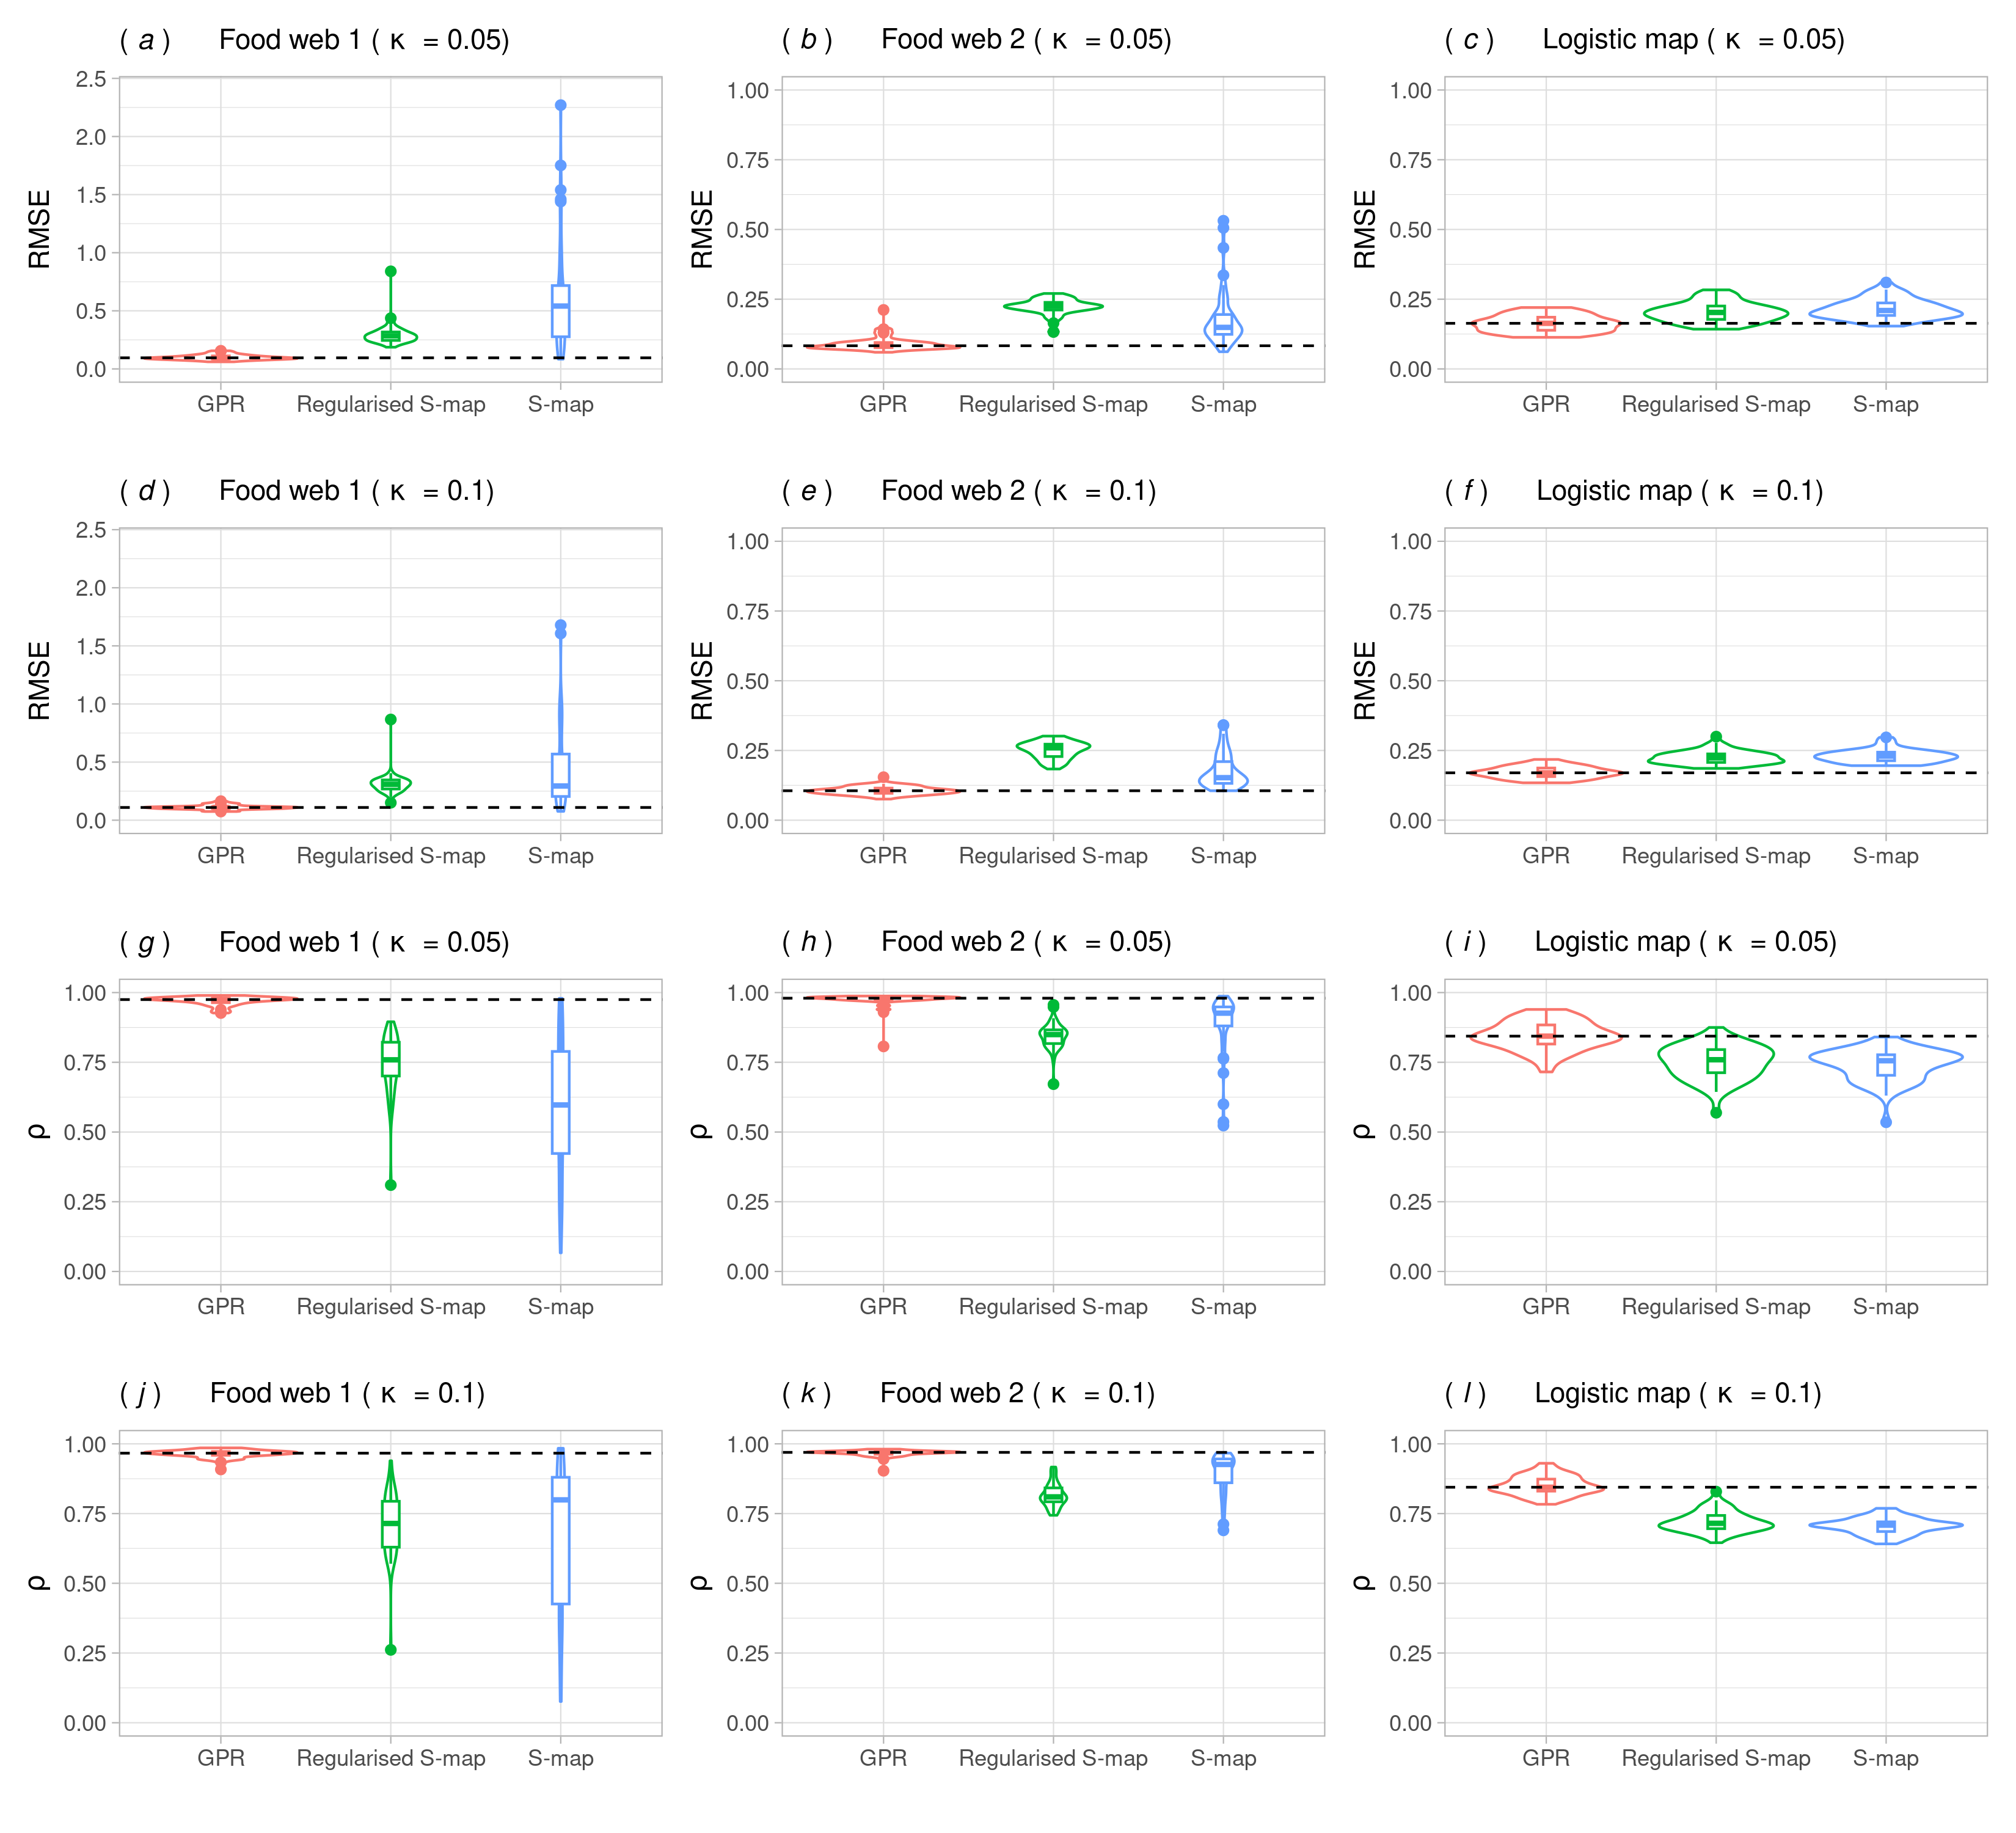 ( a ) Food web 1 ( κ = 0.05)
( b ) Food web 2 ( κ = 0.05)
( c ) Logistic map ( κ = 0.05)
RMSE
2.5
2.0
1.5
1.0
0.5
0.0
GPR Regularised S-map S-map
RMSE
1.00
0.75
0.50
0.25
0.00
GPR Regularised S-map S-map
RMSE
1.00
0.75
0.50
0.25
0.00
GPR Regularised S-map S-map
( d ) Food web 1 ( κ = 0.1)
( e ) Food web 2 ( κ = 0.1)
( f ) Logistic map ( κ = 0.1)
RMSE
2.5
2.0
1.5
1.0
0.5
0.0
GPR Regularised S-map S-map
RMSE
1.00
0.75
0.50
0.25
0.00
GPR Regularised S-map S-map
RMSE
1.00
0.75
0.50
0.25
0.00
GPR Regularised S-map S-map
( g ) Food web 1 ( κ = 0.05)
( h ) Food web 2 ( κ = 0.05)
( i ) Logistic map ( κ = 0.05)
ρ
1.00
0.75
0.50
0.25
0.00
GPR Regularised S-map S-map
ρ
1.00
0.75
0.50
0.25
0.00
GPR Regularised S-map S-map
ρ
1.00
0.75
0.50
0.25
0.00
GPR Regularised S-map S-map
( j ) Food web 1 ( κ = 0.1)
( k ) Food web 2 ( κ = 0.1)
( l ) Logistic map ( κ = 0.1)
ρ
1.00
0.75
0.50
0.25
0.00
GPR Regularised S-map S-map
ρ
1.00
0.75
0.50
0.25
0.00
GPR Regularised S-map S-map
ρ
1.00
0.75
0.50
0.25
0.00
GPR Regularised S-map S-map